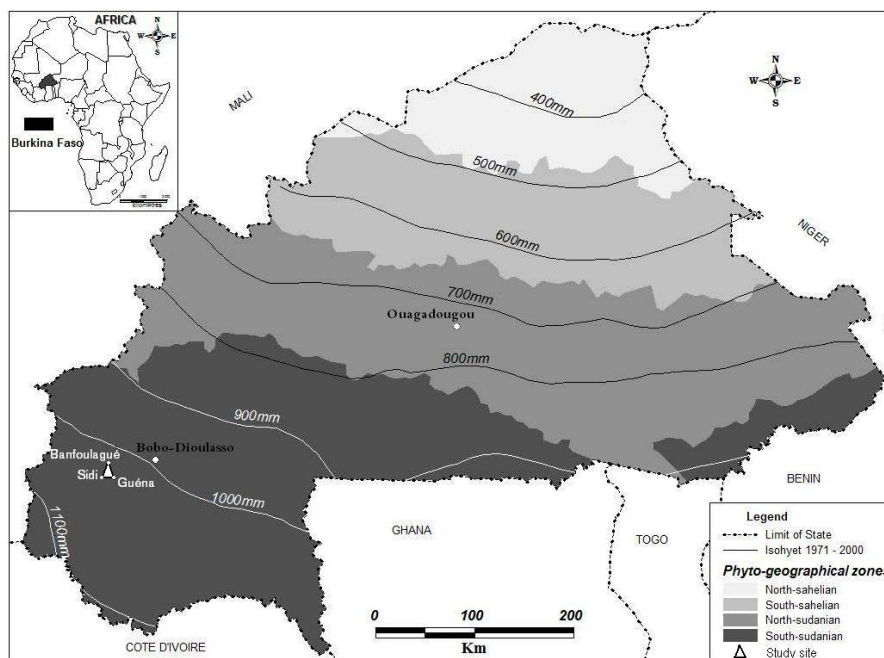 AFRICA
N
W E
S
Burkina Faso
MALI
N
W E
S
400mm
500mm
600mm
NIGER
700mm
Ouagadougou
800mm
900mm
Banfoulagué
Bobo-Dioulasso
Sidi
Guéna
1000mm
1100mm
GHANA
TOGO
BENIN
COTE D'IVOIRE
0 100 200
Km
Legend
Limit of State
Isohyet 1971 - 2000
Phyto-geographical zones
North-sahelian
South-sahelian
North-sudanian
South-sudanian
Study site